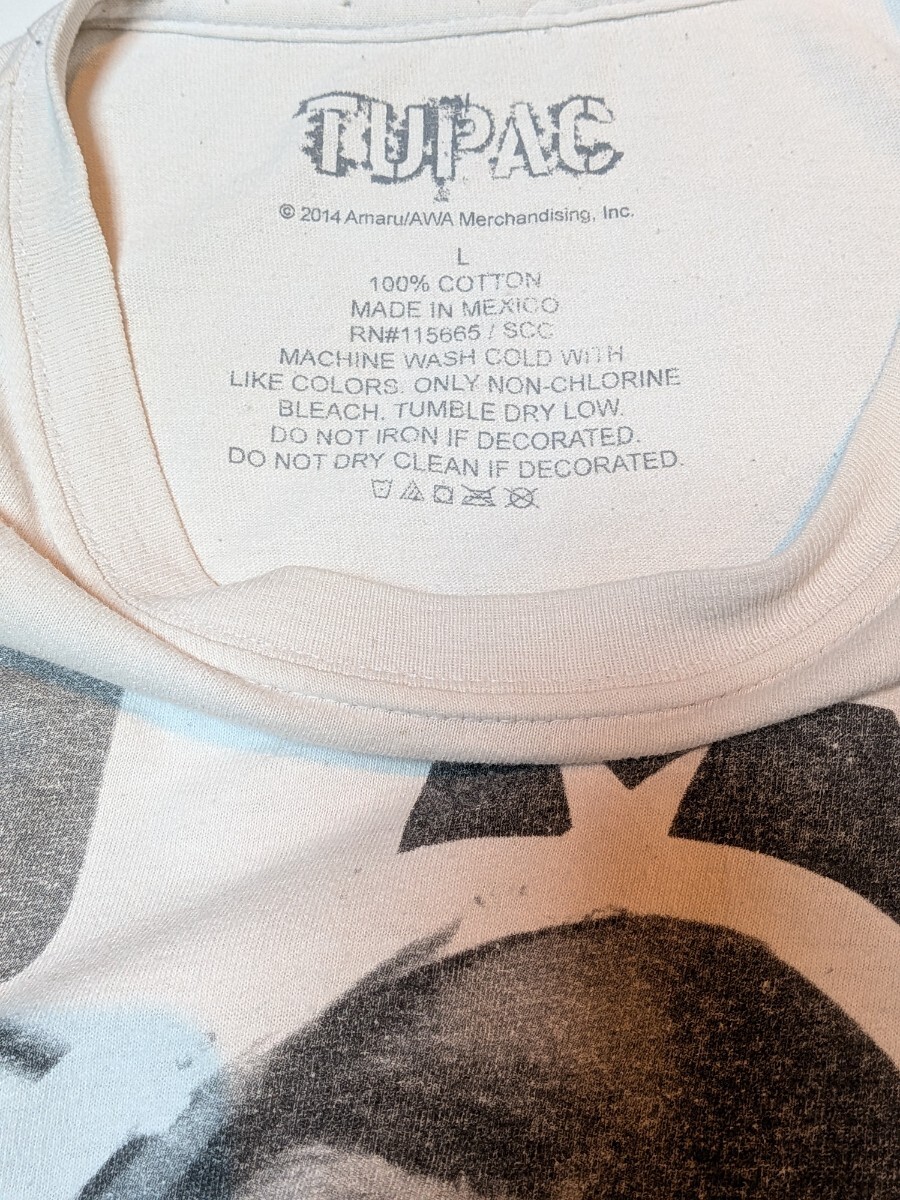 TUPAC
© 2014 Amaru/AWA Merchandising, Inc.
L
100% COTTON
MADE IN MEXICO
RN#115665 / SCC
MACHINE WASH COLD WITH
LIKE COLORS. ONLY NON-CHLORINE
BLEACH. TUMBLE DRY LOW.
DO NOT IRON IF DECORATED.
DO NOT DRY CLEAN IF DECORATED.